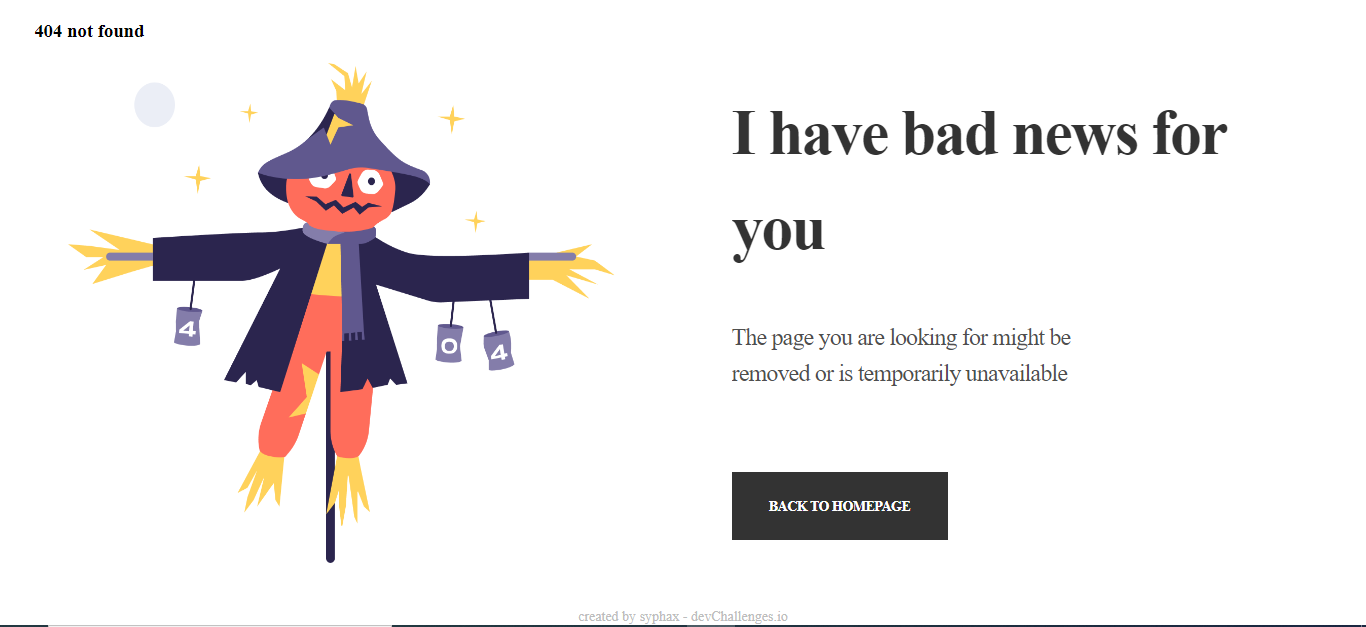 404 not found
4
0
4
I have bad news for
you
The page you are looking for might be
removed or is temporarily unavailable
BACK TO HOMEPAGE
created by syphax - devChallenges.io